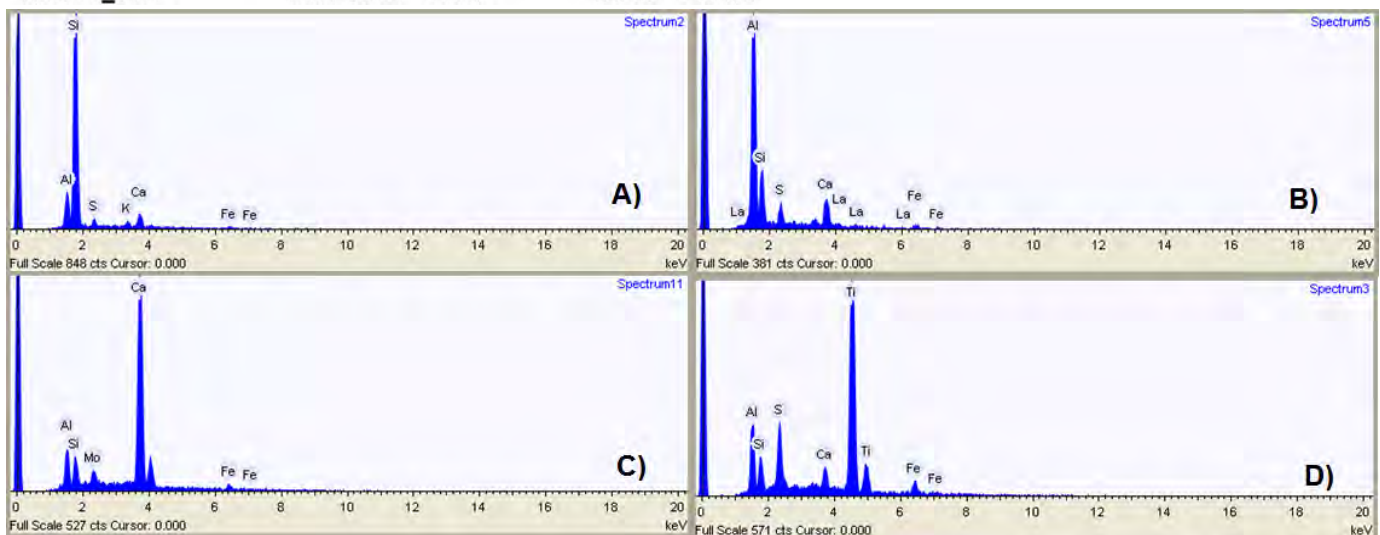 Spectrum2
Si
Al
S
K
Ca
Fe Fe
A)
0 2 4 6 8 10 12 14 16 18 20
Full Scale 848 cts Cursor: 0.000 keV
Spectrum5
Al
Si
La
S
Ca
La
La
La
Fe
Fe
B)
0 2 4 6 8 10 12 14 16 18 20
Full Scale 381 cts Cursor: 0.000 keV
Spectrum11
Ca
Al
Si
Mo
Fe Fe
C)
0 2 4 6 8 10 12 14 16 18 20
Full Scale 527 cts Cursor: 0.000 keV
Spectrum3
Ti
Al
S
Si
Ca
Ti
Fe
Fe
D)
0 2 4 6 8 10 12 14 16 18 20
Full Scale 571 cts Cursor: 0.000 keV